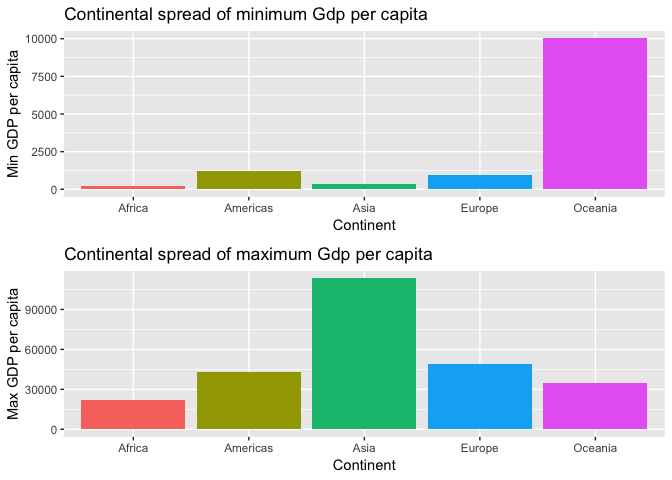 Continental spread of minimum Gdp per capita
Min GDP per capita
10000
7500
5000
2500
0
Africa Americas Asia Europe Oceania
Continent
Continental spread of maximum Gdp per capita
Max GDP per capita
90000
60000
30000
0
Africa Americas Asia Europe Oceania
Continent